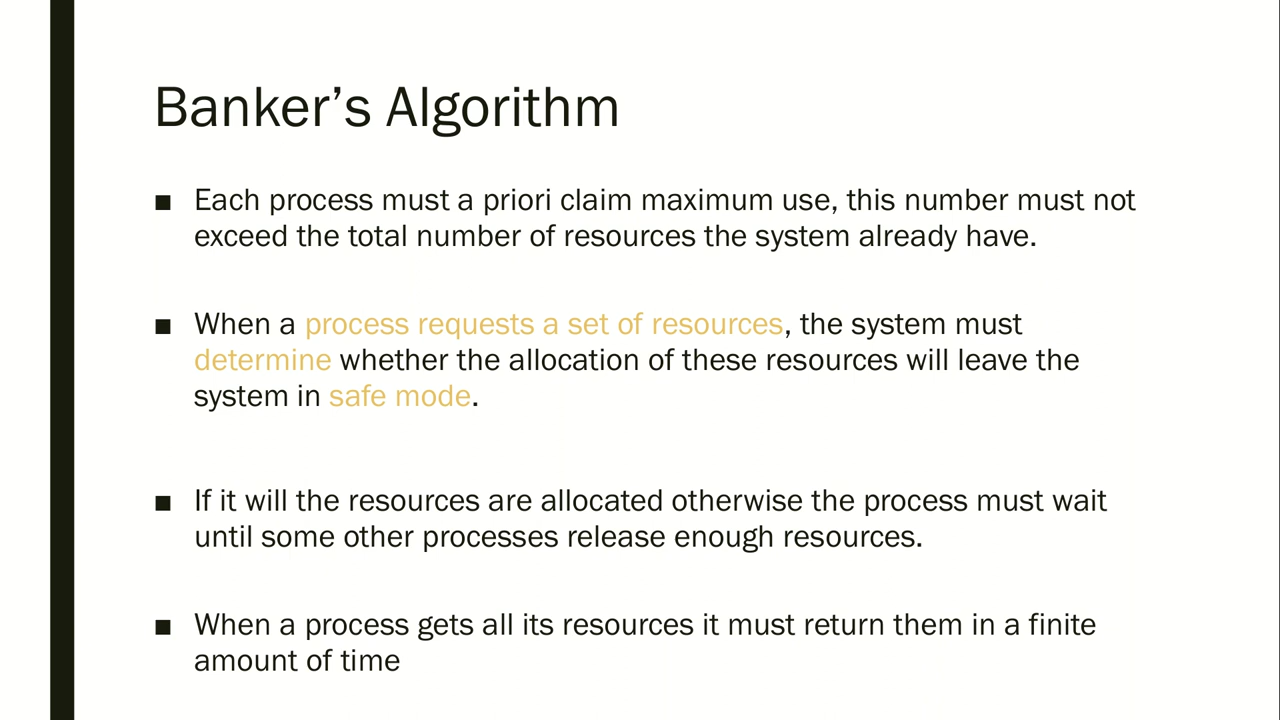 Banker’s Algorithm
■ Each process must a priori claim maximum use, this number must not
exceed the total number of resources the system already have.
■ When a process requests a set of resources, the system must
determine whether the allocation of these resources will leave the
system in safe mode.
■ If it will the resources are allocated otherwise the process must wait
until some other processes release enough resources.
■ When a process gets all its resources it must return them in a finite
amount of time